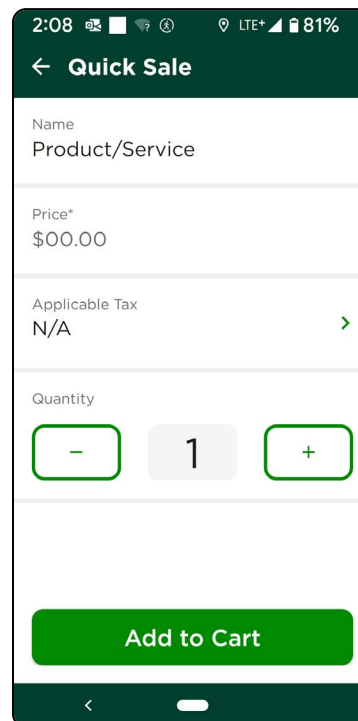 2:08 LTE+ 81%
← Quick Sale
Name
Product/Service
Price*
$00.00
Applicable Tax
N/A >
Quantity
− 1 +
Add to Cart